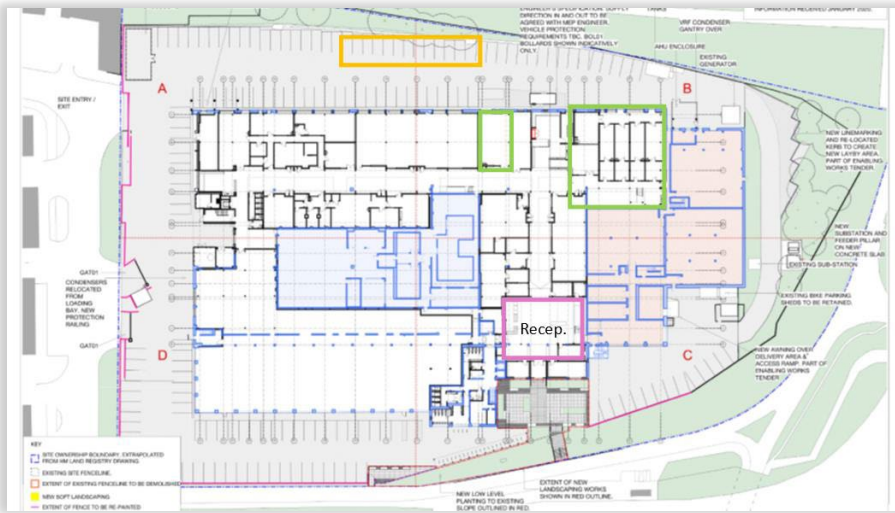 ENGINEER'S SPECIFICATION. SUPPLY
DIRECTION IN AND OUT TO BE
AGREED WITH MEP ENGINEER.
VEHICLE PROTECTION
REQUIREMENTS TBC. BOL01
BOLLARDS SHOWN INDICATIVELY
ONLY.
TANKS
VRF CONDENSER
GANTRY OVER
INFORMATION RECEIVED JANUARY 2025.
AHU ENCLOSURE
EXISTING
GENERATOR
A
B
SITE ENTRY /
EXIT
NEW LINEMARKING
AND RE-LOCATED
KERB TO CREATE
NEW LAYBY AREA.
PART OF ENABLING
WORKS TENDER.
NEW
SUBSTATION AND
FEEDER PILLAR
ON NEW
CONCRETE SLAB
EXISTING SUB-STATION
GAT01
CONDENSERS
RELOCATED
FROM
LOADING
BAY. NEW
PROTECTION
RAILING
GAT01
EXISTING BIKE PARKING
SHEDS TO BE RETAINED.
Recep.
D
C
NEW AWNING OVER
DELIVERY AREA &
ACCESS RAMP. PART OF
ENABLING WORKS
TENDER
KEY
SITE OWNERSHIP BOUNDARY, EXTRAPOLATED
FROM HM LAND REGISTRY DRAWING
EXISTING SITE FENCELINE.
EXTENT OF EXISTING FENCELINE TO BE DEMOLISHED
NEW SOFT LANDSCAPING
EXTENT OF FENCE TO BE RE-PAINTED
NEW LOW LEVEL
PLANTING TO EXISTING
SLOPE OUTLINED IN RED.
EXTENT OF NEW
LANDSCAPING WORKS
SHOWN IN RED OUTLINE.